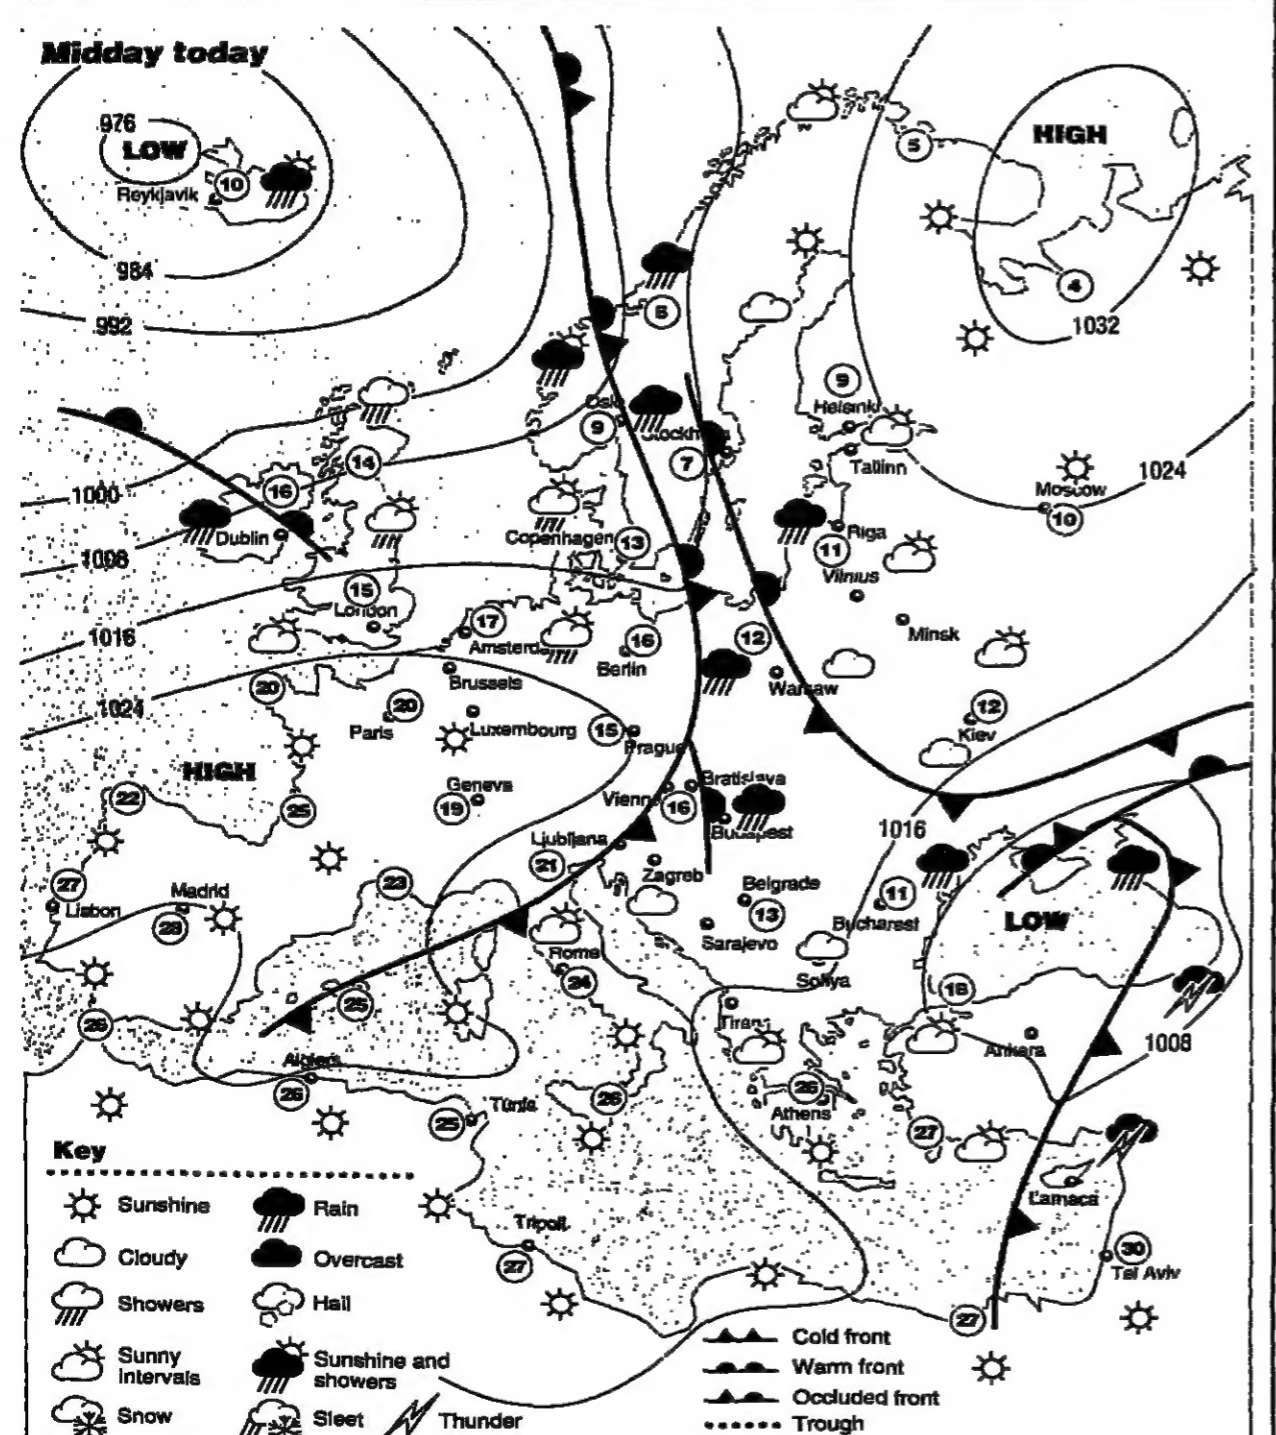 Midday today
976
LOW
HIGH
5
10
Reykjavik
984
4
992
1032
9
Helsinki
Oslo
9
7
Tallinn
14
16
1000
1024
Moscow
10
Dublin
Riga
11
Copenhagen
13
1008
Vilnius
15
London
17
Minsk
1016
16
12
Berlin
Brussels
Warsaw
20
1024
20
12
Paris
Luxembourg
15
Prague
Kiev
HIGH
Bratislava
Geneva
22
25
19
Vienna
16
Budapest
1016
Ljubljana
21
Zagreb
27
Madrid
23
Belgrade
11
Lisbon
28
13
Bucharest
LOW
Sarajevo
Rome
Sofiya
24
18
25
Ankara
1008
Algiers
26
26
26
Athens
Tunis
25
27
Larnaca
Tripoli
27
30
Tel Aviv
27
Key
Sunshine
Rain
Cloudy
Overcast
Showers
Hail
Sunny
intervals
Sunshine and
showers
Snow
Sleet
Thunder
Cold front
Warm front
Occluded front
Trough